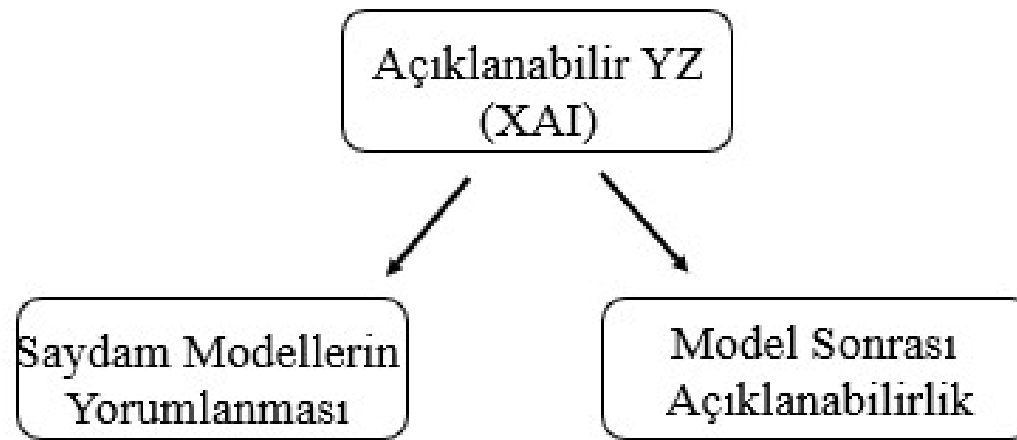 Açıklanabilir YZ
(XAI)
Saydam Modellerin
Yorumlanması
Model Sonrası
Açıklanabilirlik